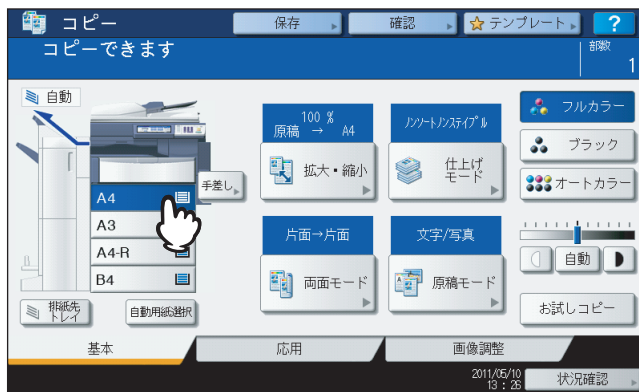 コピー
保存
確認
テンプレート
?
コピーできます
部数
1
自動
A4
A3
A4-R
B4
手差し
排紙先
トレイ
自動用紙選択
100 %
原稿 → A4
拡大・縮小
ノンソートノンステイプル
仕上げ
モード
片面→片面
両面モード
文字/写真
原稿モード
フルカラー
ブラック
オートカラー
自動
お試しコピー
基本
応用
画像調整
2011/05/10
13 : 26
状況確認